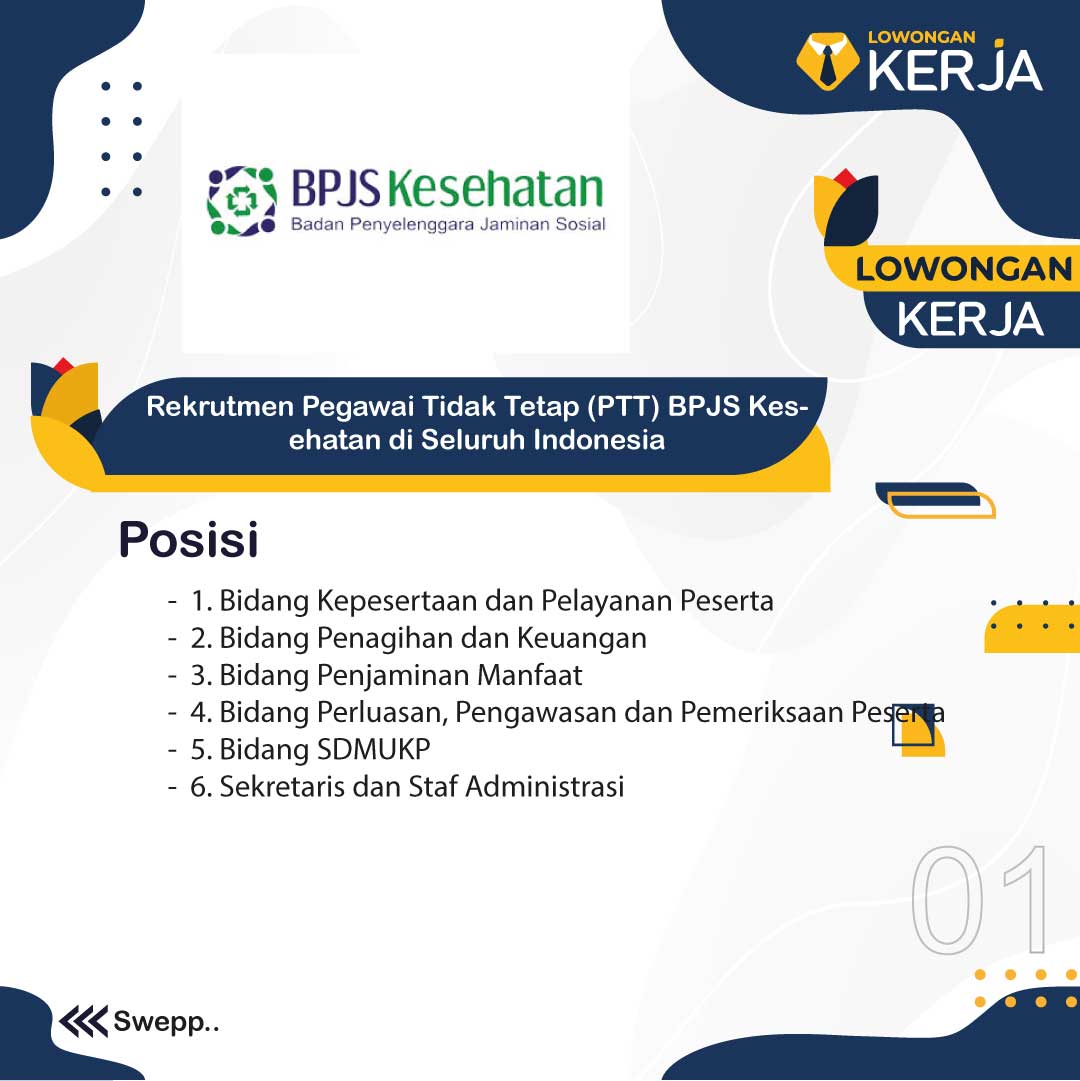 LOWONGAN
KERJA
BPJS Kesehatan
Badan Penyelenggara Jaminan Sosial
LOWONGAN
KERJA
Rekrutmen Pegawai Tidak Tetap (PTT) BPJS Kes-
ehatan di Seluruh Indonesia
Posisi
- 1. Bidang Kepesertaan dan Pelayanan Peserta
- 2. Bidang Penagihan dan Keuangan
- 3. Bidang Penjaminan Manfaat
- 4. Bidang Perluasan, Pengawasan dan Pemeriksaan Peserta
- 5. Bidang SDMUKP
- 6. Sekretaris dan Staf Administrasi
01
Swepp..